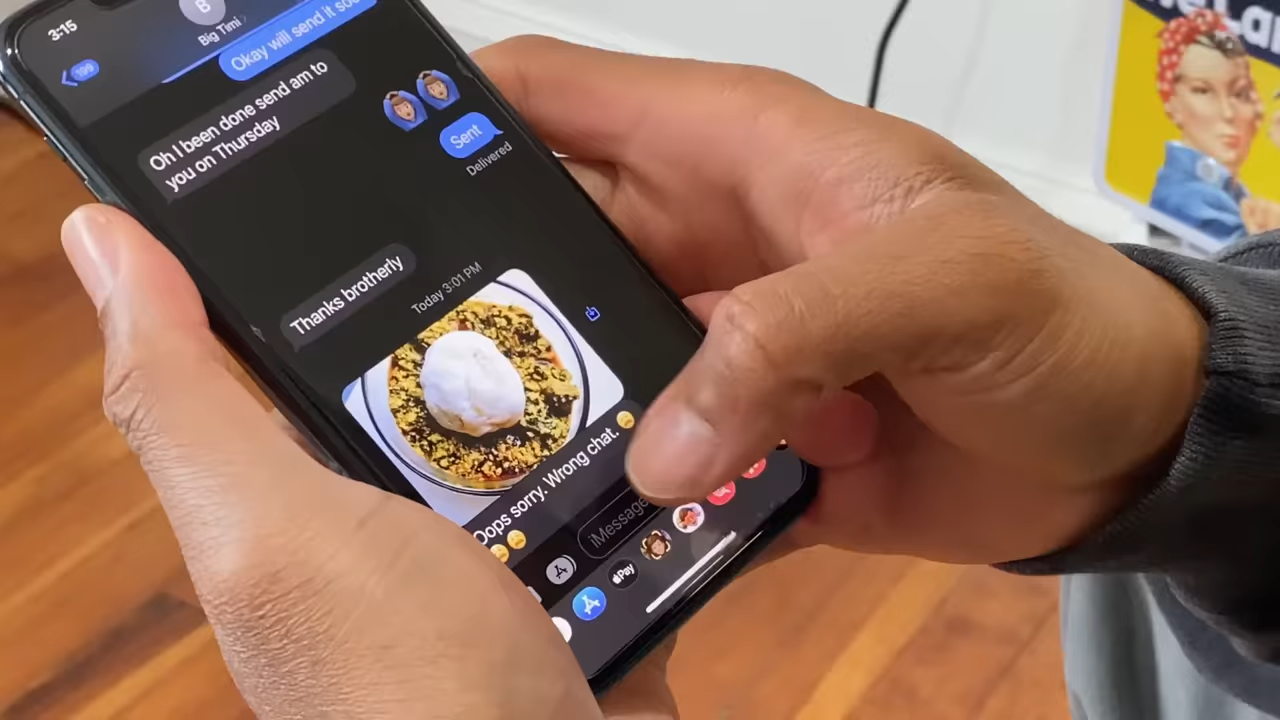 3:15
B
Big Timi
199
Okay will send it
Oh I been done send am to
you on Thursday
Sent
Delivered
Thanks brotherly
Today 3:01 PM
Oops sorry. Wrong chat.
iMessage
Pay